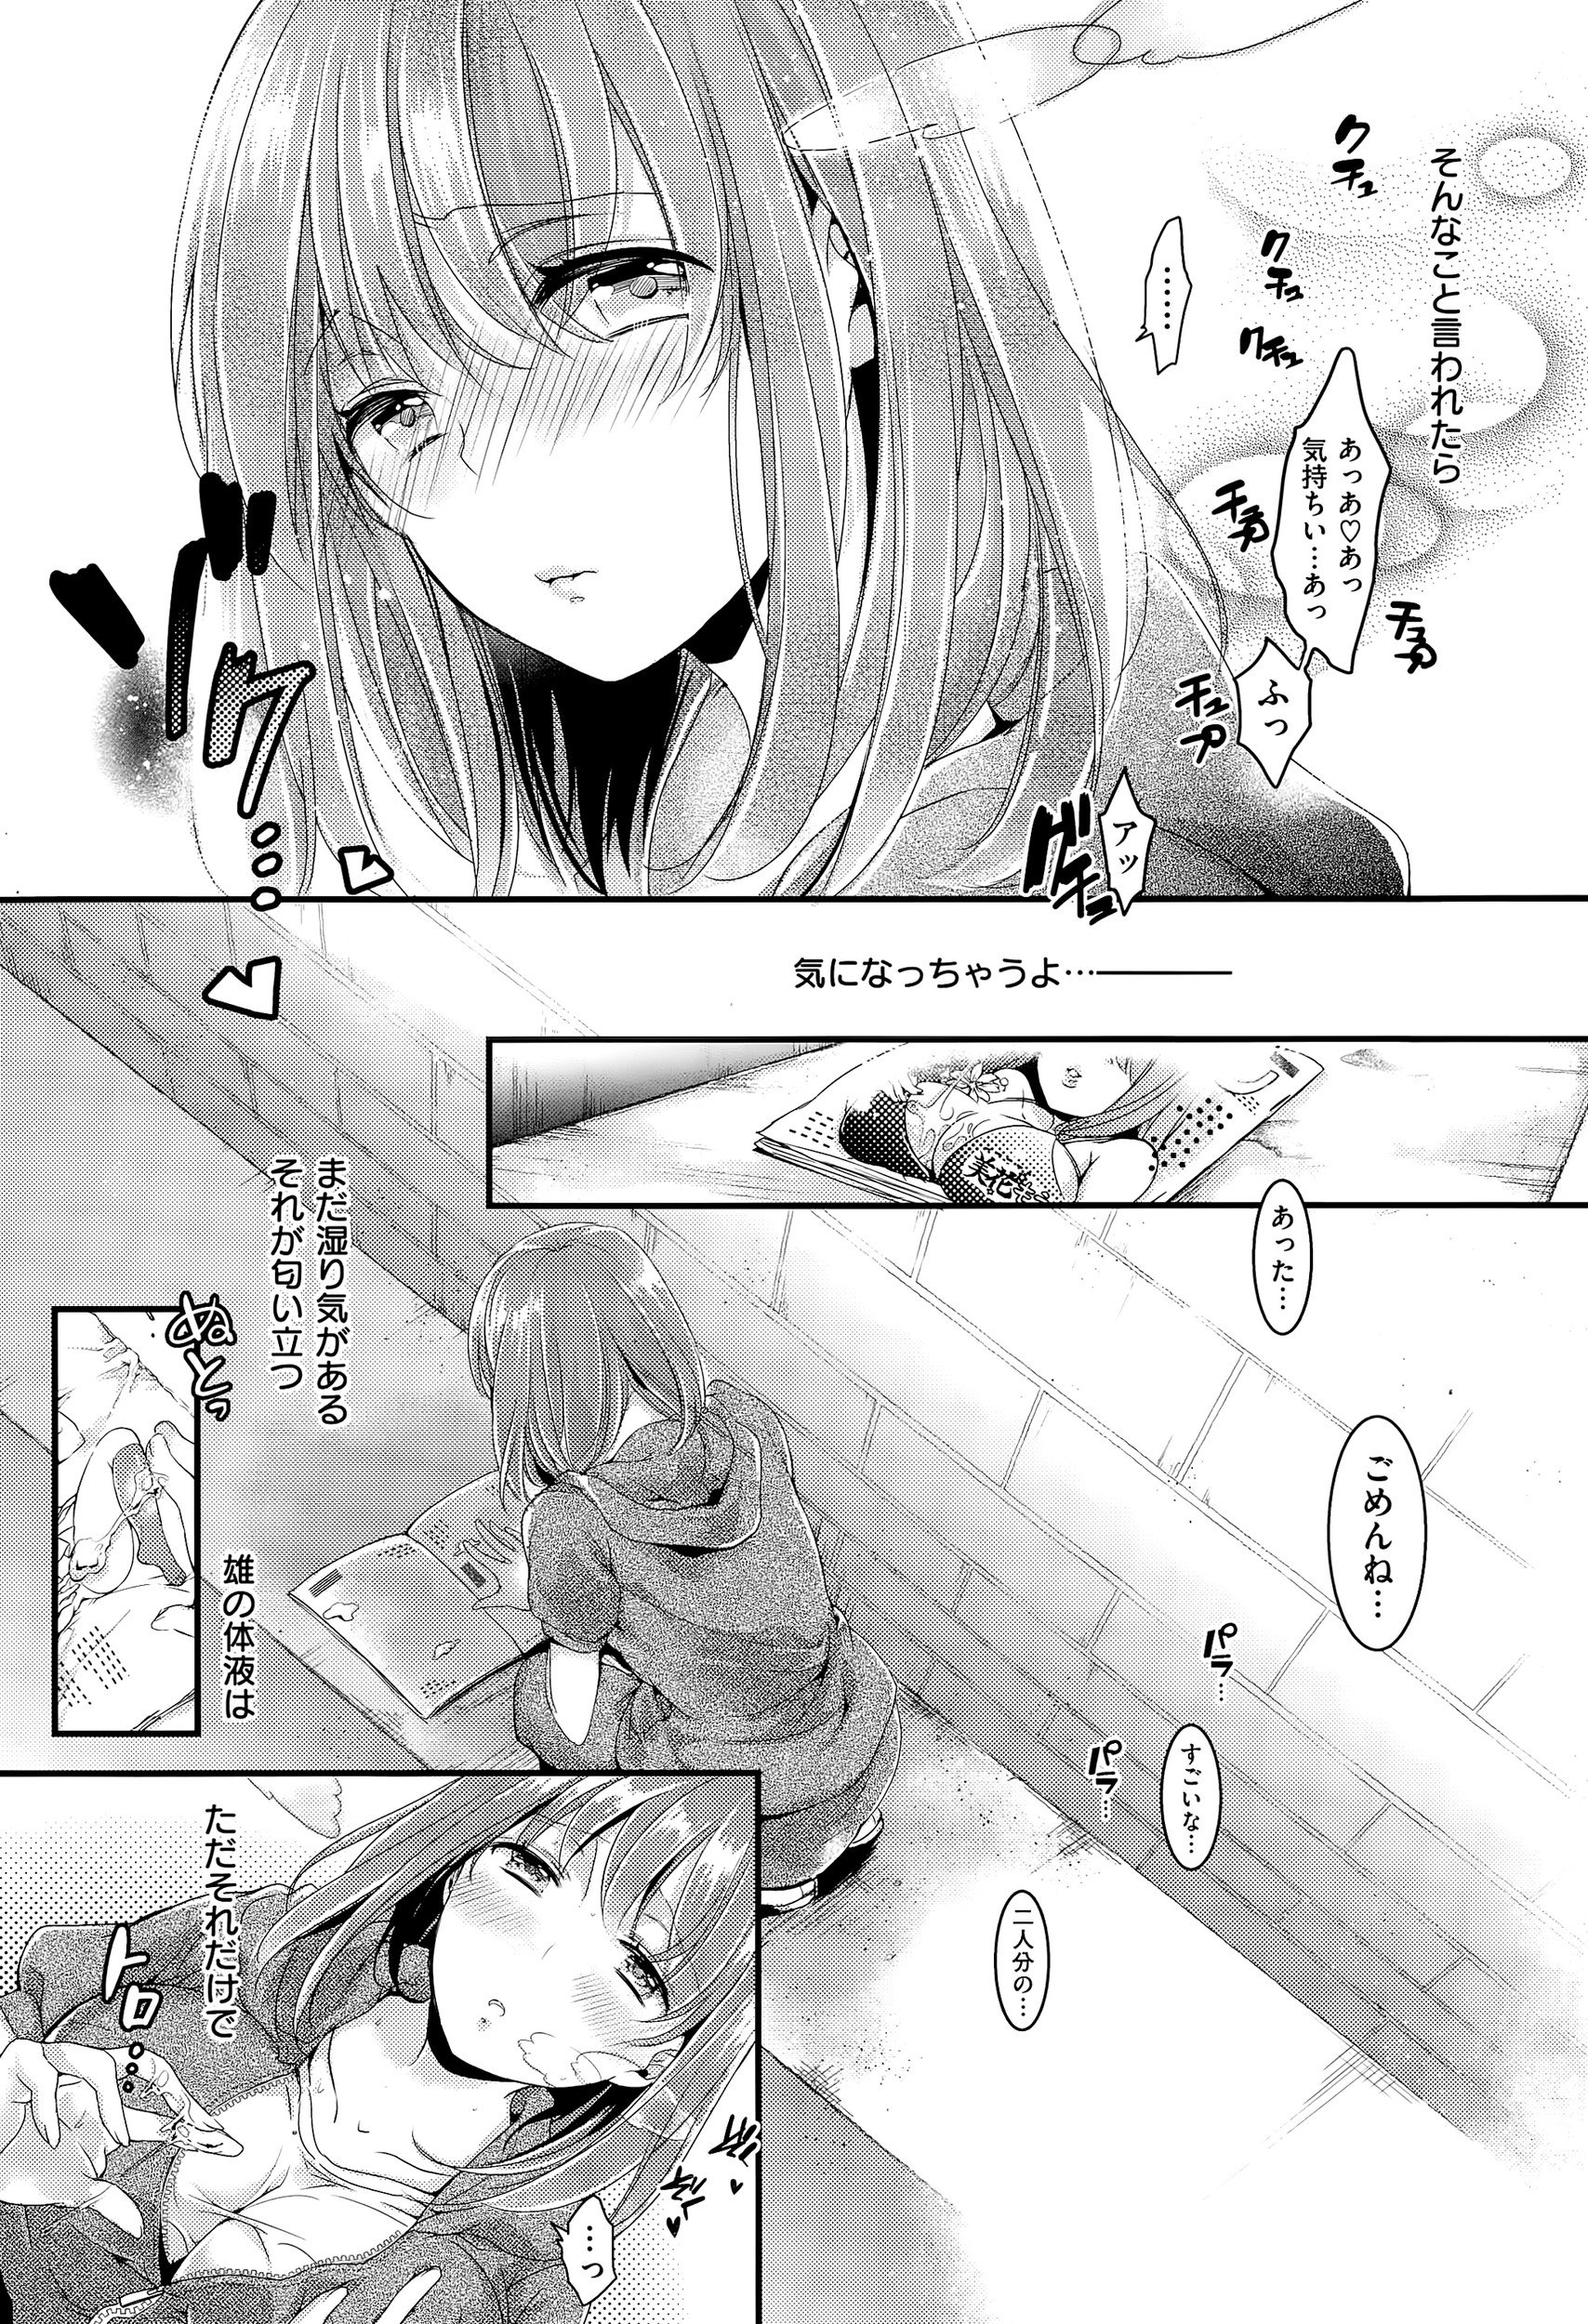 そんなこと言われたら
クチュ
クチュ
クチュ
……
あっあ♡あっ
気持ちい…あっ
チュプ
チュプ
ふっ
チュプ
アッ
グチュ
気になっちゃうよ…――
美花
あった…
ごめんね…
パラ…
すごいな…
パラ…
二人分の…
まだ湿り気がある
それが匂い立つ
ぬとっ
雄の体液は
ただそれだけで
トロ…
…っ